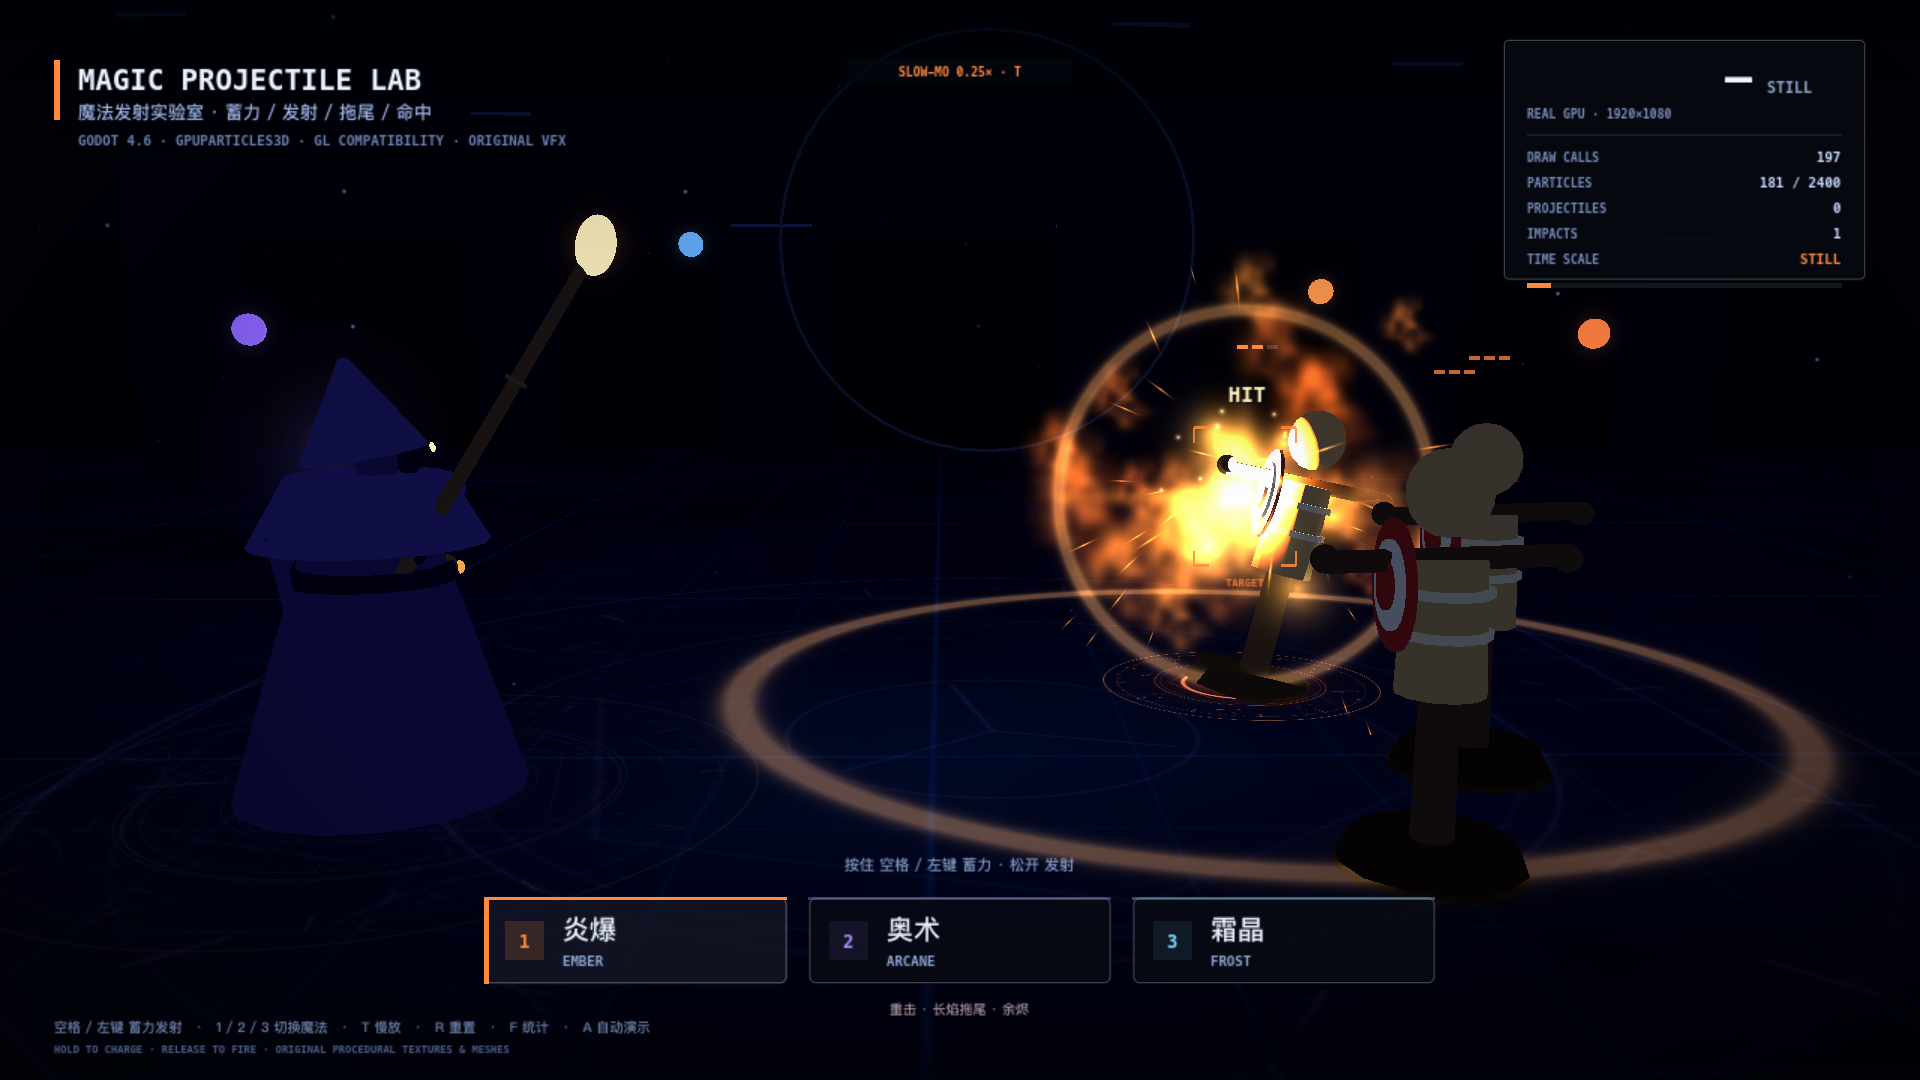 MAGIC PROJECTILE LAB
魔法发射实验室 · 蓄力 / 发射 / 拖尾 / 命中
GODOT 4.6 · GPUPARTICLES3D · GL COMPATIBILITY · ORIGINAL VFX
SLOW-MO 0.25× · T
— STILL
REAL GPU · 1920×1080
DRAW CALLS 197
PARTICLES 181 / 2400
PROJECTILES 0
IMPACTS 1
TIME SCALE STILL
HIT
TARGET
按住 空格 / 左键 蓄力 · 松开 发射
1 炎爆
EMBER
2 奥术
ARCANE
3 霜晶
FROST
重击 · 长焰拖尾 · 余烬
空格 / 左键 蓄力发射 · 1 / 2 / 3 切换魔法 · T 慢放 · R 重置 · F 统计 · A 自动演示
HOLD TO CHARGE · RELEASE TO FIRE · ORIGINAL PROCEDURAL TEXTURES & MESHES